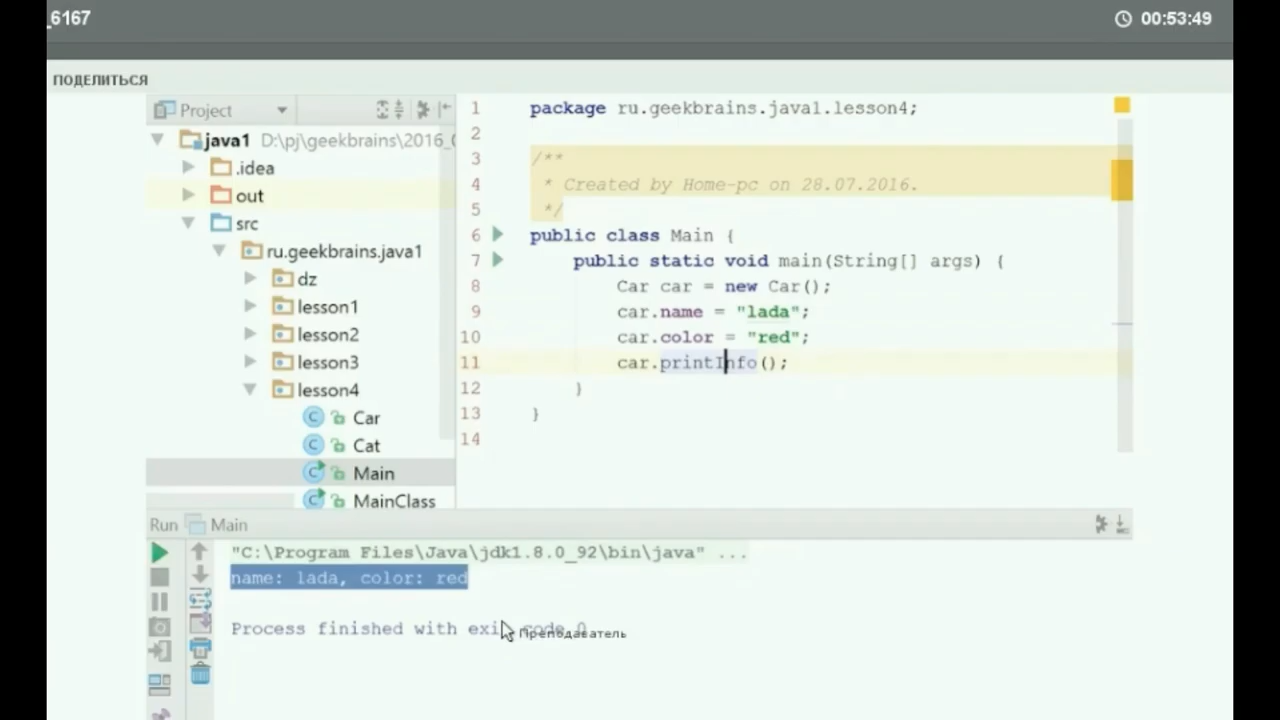 _6167
00:53:49
ПОДЕЛИТЬСЯ
Project
java1 D:\pj\geekbrains\2016_
.idea
out
src
ru.geekbrains.java1
dz
lesson1
lesson2
lesson3
lesson4
Car
Cat
Main
MainClass
1 package ru.geekbrains.java1.lesson4;
2
3 /**
4 * Created by Home-pc on 28.07.2016.
5 */
6 public class Main {
7 public static void main(String[] args) {
8 Car car = new Car();
9 car.name = "lada";
10 car.color = "red";
11 car.printInfo();
12 }
13 }
14
Run Main
"C:\Program Files\Java\jdk1.8.0_92\bin\java" ...
name: lada, color: red
Process finished with exit code 0
Преподаватель